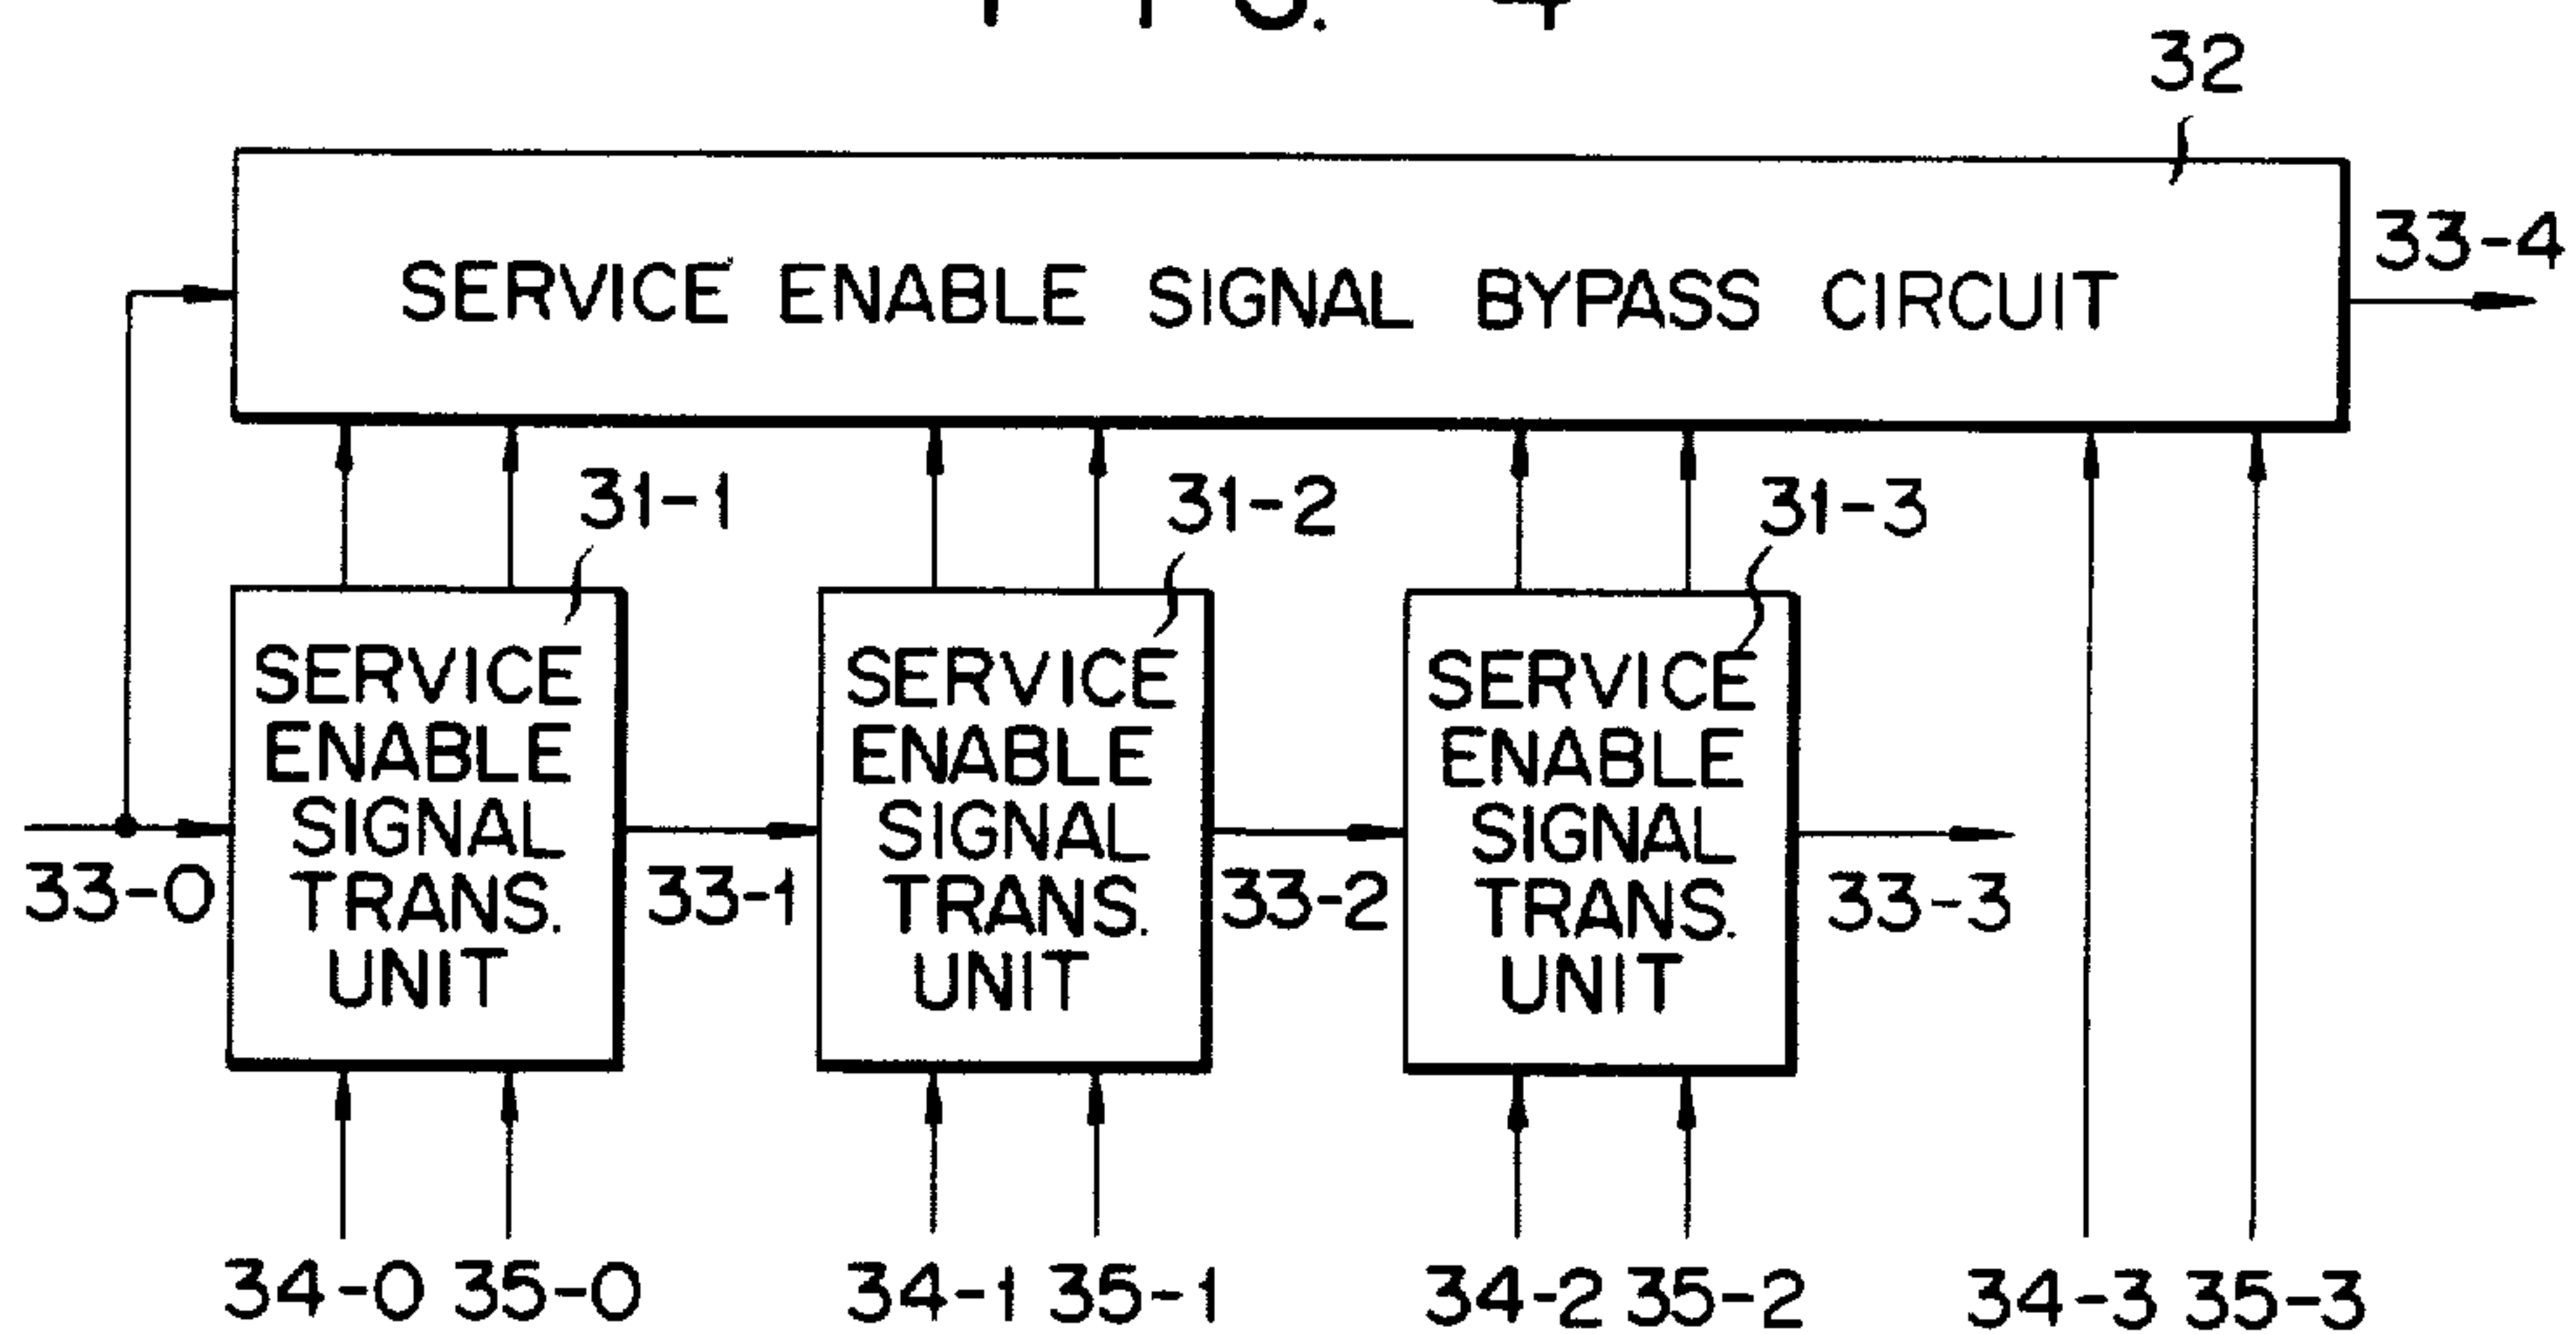 FIG. 4
32
33-4
SERVICE ENABLE SIGNAL BYPASS CIRCUIT
31-1
31-2
31-3
SERVICE
ENABLE
SIGNAL
TRANS.
UNIT
SERVICE
ENABLE
SIGNAL
TRANS.
UNIT
SERVICE
ENABLE
SIGNAL
TRANS.
UNIT
33-0
33-1
33-2
33-3
34-0 35-0
34-1 35-1
34-2 35-2
34-3 35-3